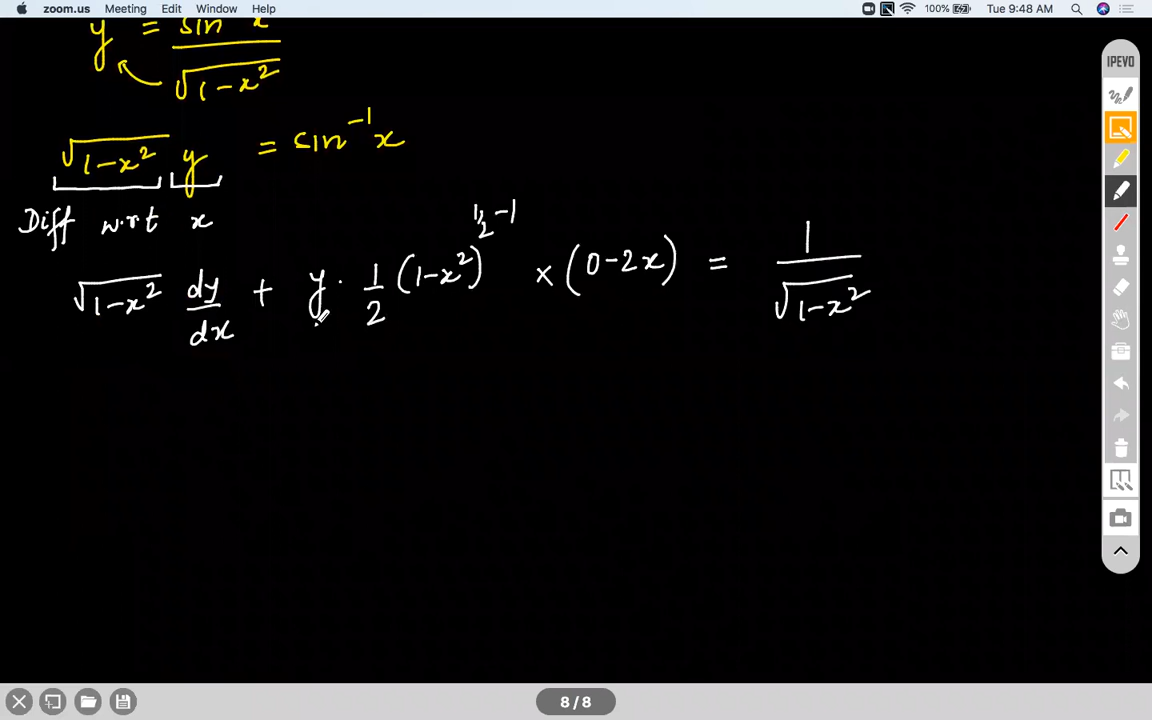 zoom.us Meeting Edit Window Help 100% Tue 9:48 AM
y = sin⁻¹x / √(1-x²)
√(1-x²) y = sin⁻¹x
Diff w.r.t x
√(1-x²) dy/dx + y · 1/2 (1-x²)^(1/2 -1) × (0-2x) = 1/√(1-x²)
IPEVO
8/8